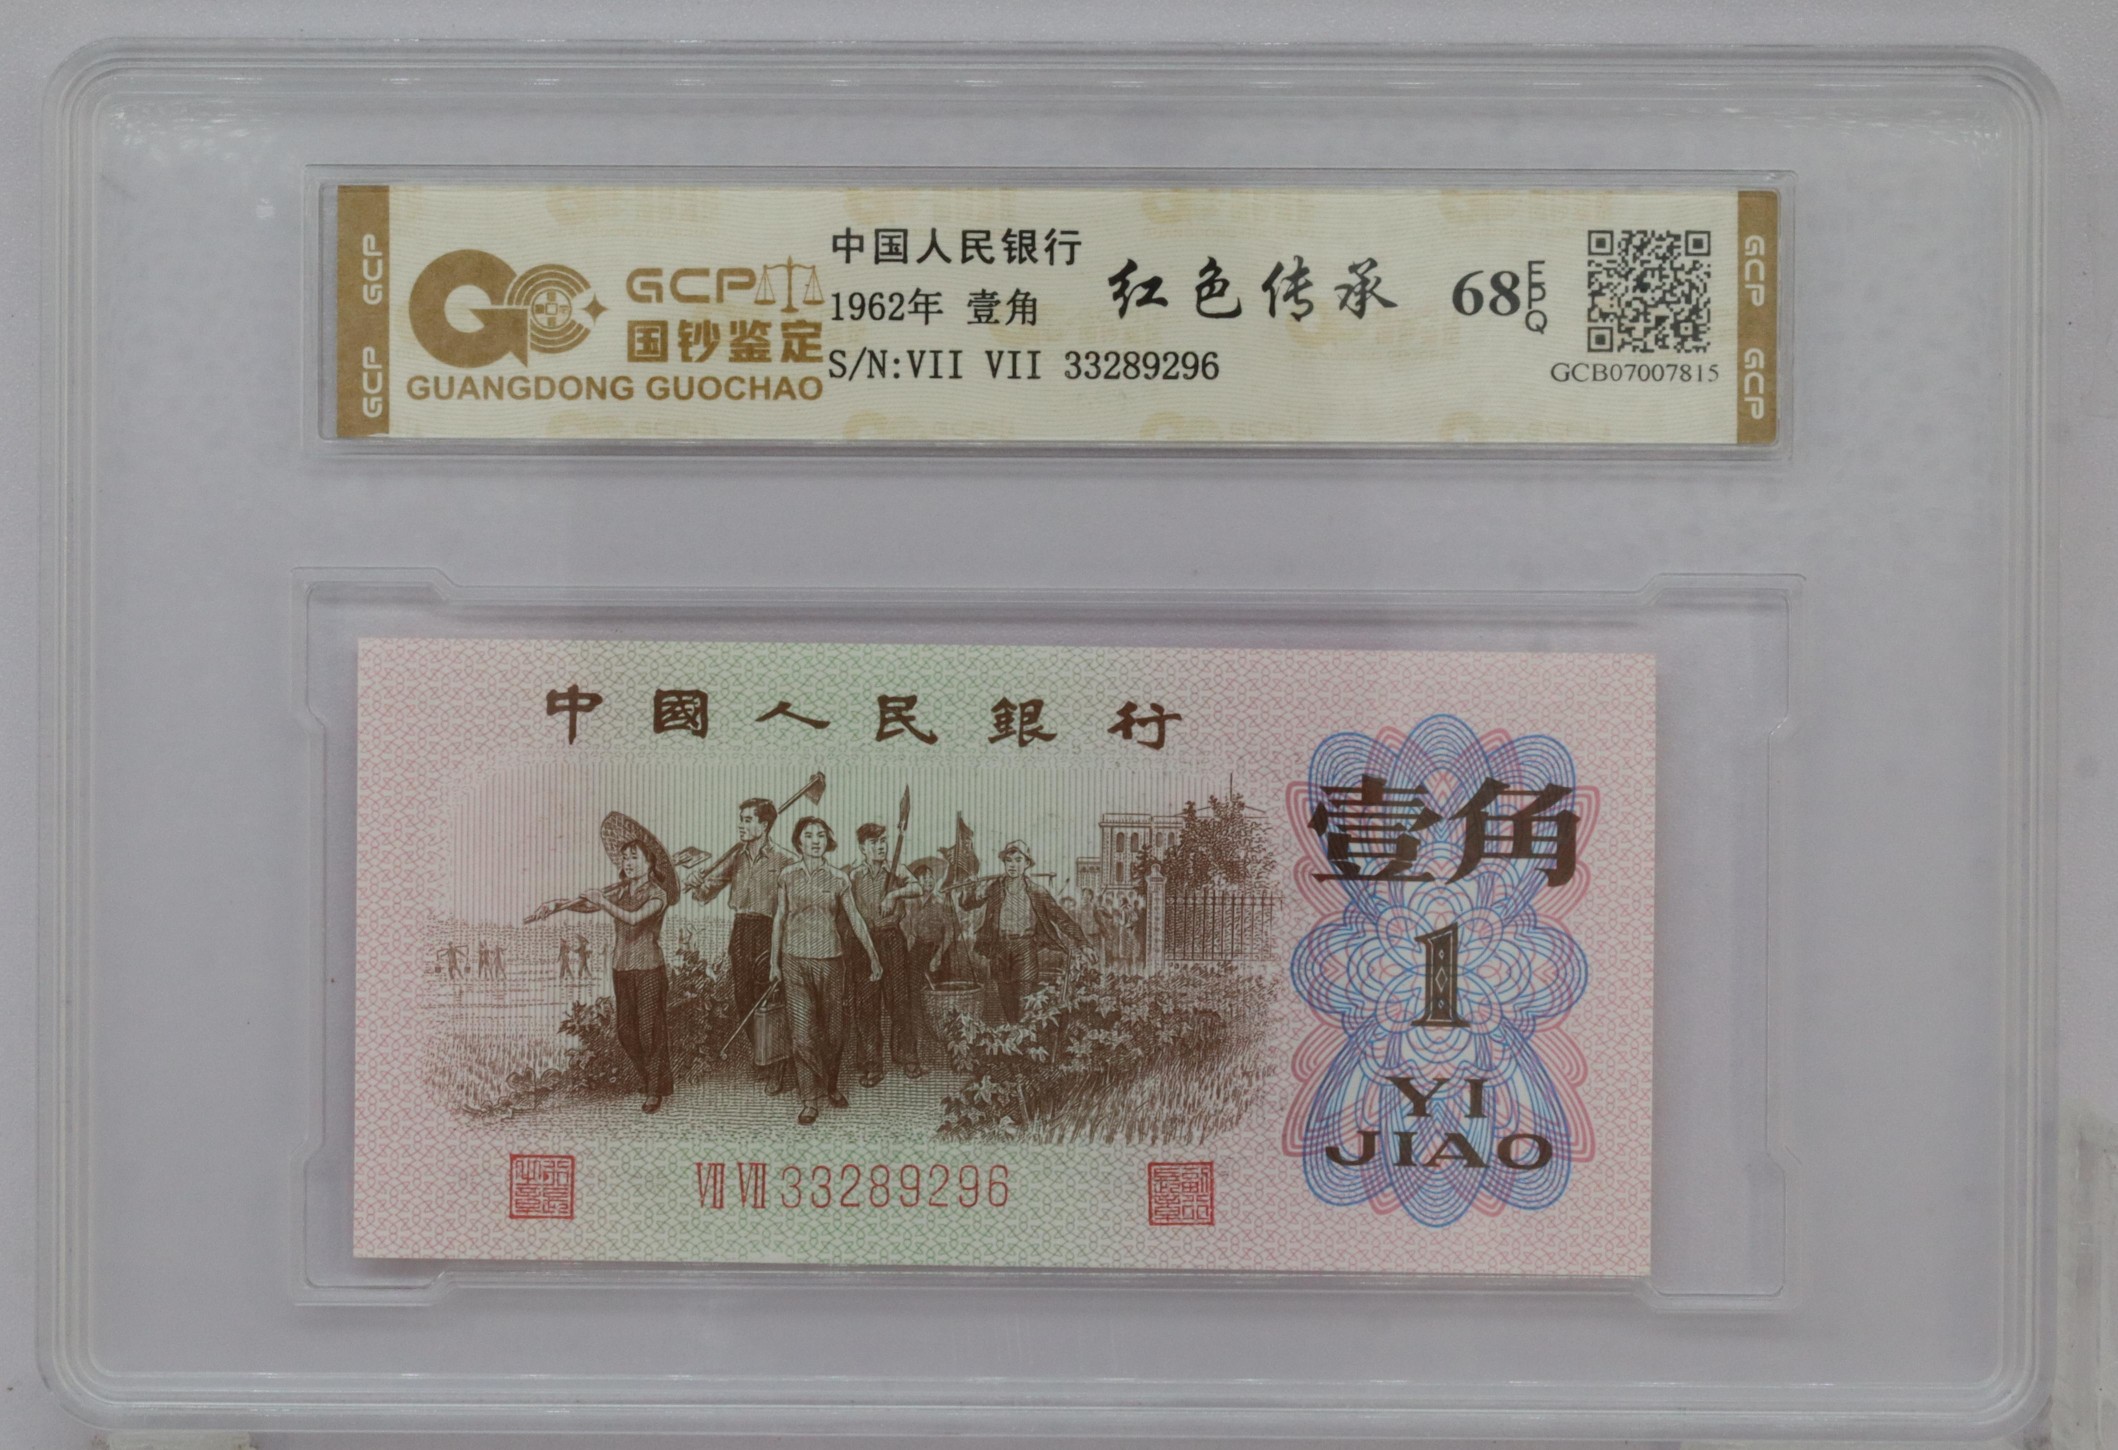 GCP
GCP
GCP
国钞鉴定
GUANGDONG GUOCHAO
中国人民银行
1962年 壹角
S/N:VII VII 33289296
红色传承
68 EPQ
GCB07007815
GCP
GCP
中國人民銀行
壹角
1
YI
JIAO
VII VII 33289296